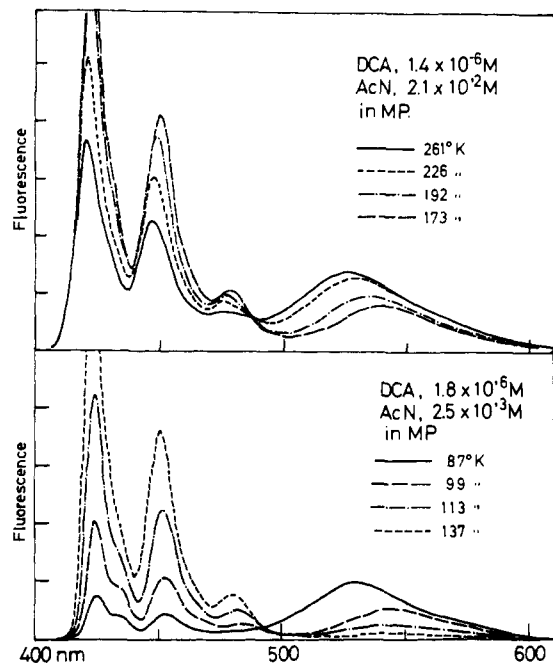 DCA, 1.4 x 10⁻⁶M
AcN, 2.1 x 10⁻²M
in MP.
261°K
226 "
192 "
173 "
Fluorescence
DCA, 1.8 x 10⁻⁶M
AcN, 2.5 x 10⁻³M
in MP
87°K
99 "
113 "
137 "
Fluorescence
400 nm 500 600